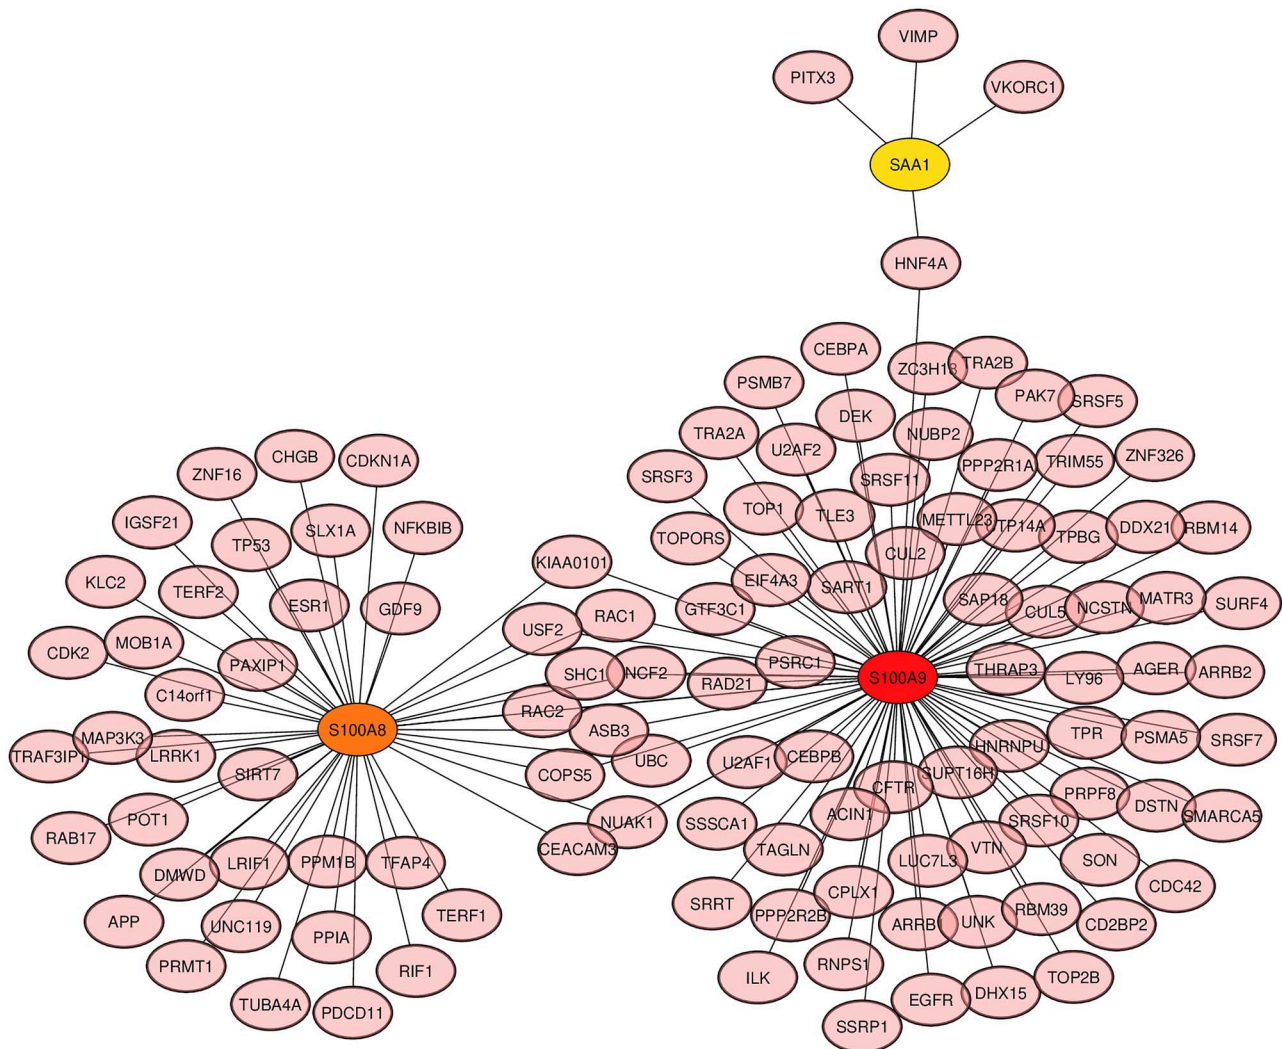 VIMP
PITX3
VKORC1
SAA1
HNF4A
CEBPA
ZC3H18
TRA2B
PSMB7
PAK7
SRSF5
DEK
TRA2A
U2AF2
NUBP2
ZNF326
CHGB
CDKN1A
ZNF16
SRSF3
SRSF11
PPP2R1A
TRIM55
IGSF21
SLX1A
NFKBIB
TOP1
TLE3
METTL23
TP14A
TPBG
DDX21
RBM14
TP53
TOPORS
CUL2
KIAA0101
KLC2
TERF2
ESR1
GDF9
EIF4A3
SART1
SAP18
CUL5
NCSTN
MATR3
SURF4
USF2
RAC1
GTF3C1
CDK2
MOB1A
PAXIP1
SHC1
NCF2
RAD21
PSRC1
S100A9
THRAP3
LY96
AGER
ARRB2
C14orf1
RAC2
ASB3
S100A8
TRAF3IP1
MAP3K3
LRRK1
SIRT7
COPS5
UBC
U2AF1
CEBPB
CFTR
SUPT16H
HNRNPU
TPR
PSMA5
SRSF7
RAB17
POT1
NUAK1
CEACAM3
SSSCA1
ACIN1
SRSF10
PRPF8
DSTN
SMARCA5
DMWD
LRIF1
PPM1B
TFAP4
TAGLN
LUC7L3
VTN
SON
CDC42
APP
UNC119
PPIA
TERF1
SRRT
PPP2R2B
CPLX1
ARRB1
UNK
RBM39
CD2BP2
PRMT1
RIF1
ILK
RNPS1
TOP2B
TUBA4A
PDCD11
EGFR
DHX15
SSRP1